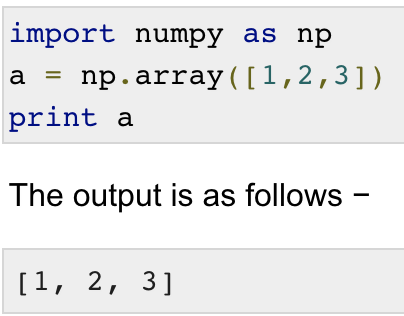 import numpy as np
a = np.array([1,2,3])
print a
The output is as follows −
[1, 2, 3]